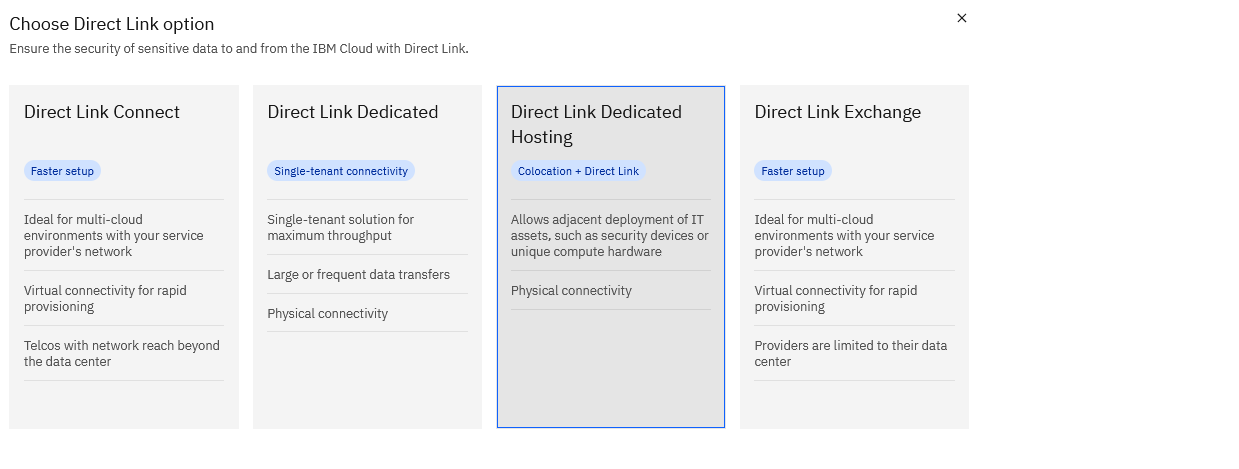 Choose Direct Link option
Ensure the security of sensitive data to and from the IBM Cloud with Direct Link.
Direct Link Connect
Faster setup
Ideal for multi-cloud
environments with your service
provider's network
Virtual connectivity for rapid
provisioning
Telcos with network reach beyond
the data center
Direct Link Dedicated
Single-tenant connectivity
Single-tenant solution for
maximum throughput
Large or frequent data transfers
Physical connectivity
Direct Link Dedicated
Hosting
Colocation + Direct Link
Allows adjacent deployment of IT
assets, such as security devices or
unique compute hardware
Physical connectivity
Direct Link Exchange
Faster setup
Ideal for multi-cloud
environments with your service
provider's network
Virtual connectivity for rapid
provisioning
Providers are limited to their data
center